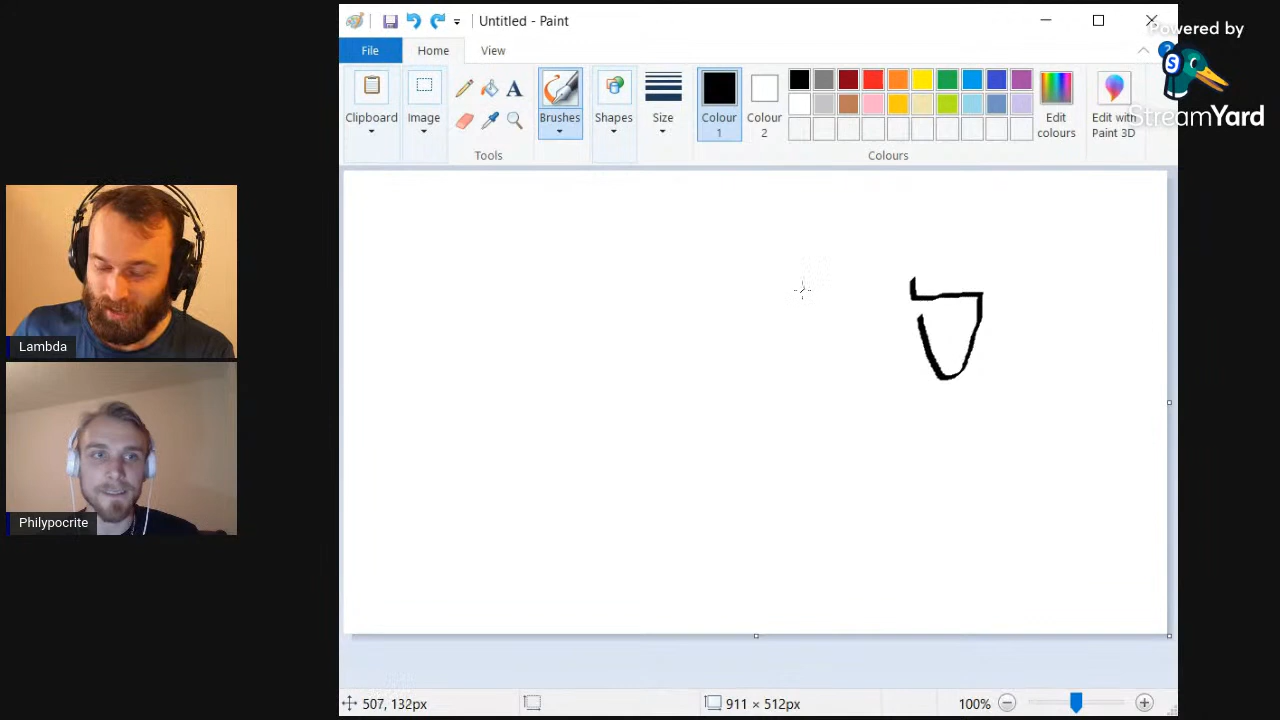 Untitled - Paint
Powered by
StreamYard
File
Home
View
Clipboard
Image
Tools
Brushes
Shapes
Size
Colour
1
Colour
2
Colours
Edit
colours
Edit with
Paint 3D
Lambda
Philypocrite
507, 132px
911 × 512px
100%